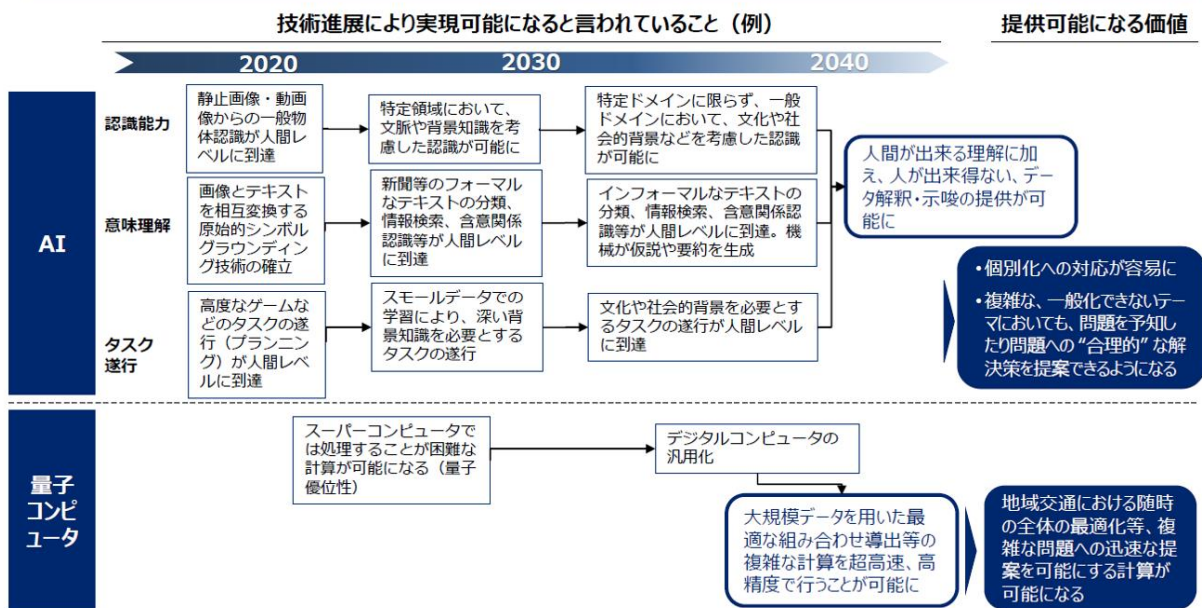 技術進展により実現可能になると言われていること（例）
提供可能になる価値
2020
2030
2040
AI
認識能力
静止画像・動画
像からの一般物
体認識が人間レ
ベルに到達
特定領域において、
文脈や背景知識を考
慮した認識が可能に
特定ドメインに限らず、一般
ドメインにおいて、文化や社
会的背景などを考慮した認識
が可能に
意味理解
画像とテキスト
を相互変換する
原始的シンボル
グラウンディン
グ技術の確立
新聞等のフォーマル
なテキストの分類、
情報検索、含意関係
認識等が人間レベル
に到達
インフォーマルなテキストの
分類、情報検索、含意関係認
識等が人間レベルに到達。機
械が仮説や要約を生成
タスク
遂行
高度なゲームな
どのタスクの遂
行（プランニン
グ）が人間レベ
ルに到達
スモールデータでの
学習により、深い背
景知識を必要とする
タスクの遂行
文化や社会的背景を必要とす
るタスクの遂行が人間レベル
に到達
人間が出来る理解に加
え、人が出来得ない、デー
タ解釈・示唆の提供が可
能に
・個別化への対応が容易に
・複雑な、一般化できないテー
マにおいても、問題を予知し
たり問題への“合理的”な解
決策を提案できるようになる
量子
コンピ
ュータ
スーパーコンピュータで
は処理することが困難な
計算が可能になる（量子
優位性）
デジタルコンピュータの
汎用化
大規模データを用いた最
適な組み合わせ導出等の
複雑な計算を超高速、高
精度で行うことが可能に
地域交通における随時
の全体の最適化等、複
雑な問題への迅速な提
案を可能にする計算が
可能になる